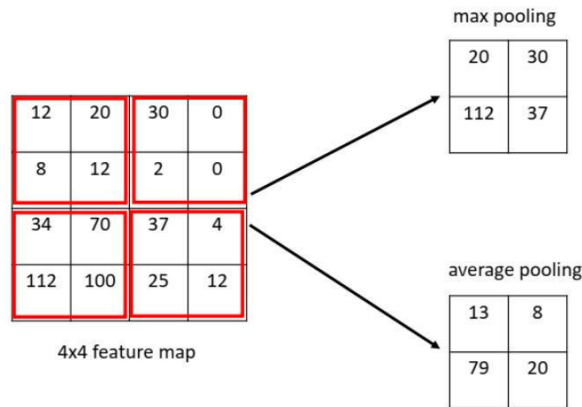 max pooling
20 30
112 37
12 20 30 0
8 12 2 0
34 70 37 4
112 100 25 12
4x4 feature map
average pooling
13 8
79 20